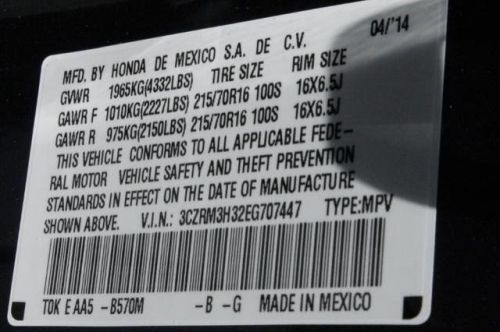 MFD. BY HONDA DE MEXICO S.A. DE C.V. 04/'14
GVWR 1965KG(4332LBS) TIRE SIZE RIM SIZE
GAWR F 1010KG(2227LBS) 215/70R16 100S 16X6.5J
GAWR R 975KG(2150LBS) 215/70R16 100S 16X6.5J
THIS VEHICLE CONFORMS TO ALL APPLICABLE FEDE-
RAL MOTOR VEHICLE SAFETY AND THEFT PREVENTION
STANDARDS IN EFFECT ON THE DATE OF MANUFACTURE
SHOWN ABOVE. V.I.N.: 3CZRM3H32EG707447 TYPE:MPV
T0K E AA5 -B570M -B -G MADE IN MEXICO